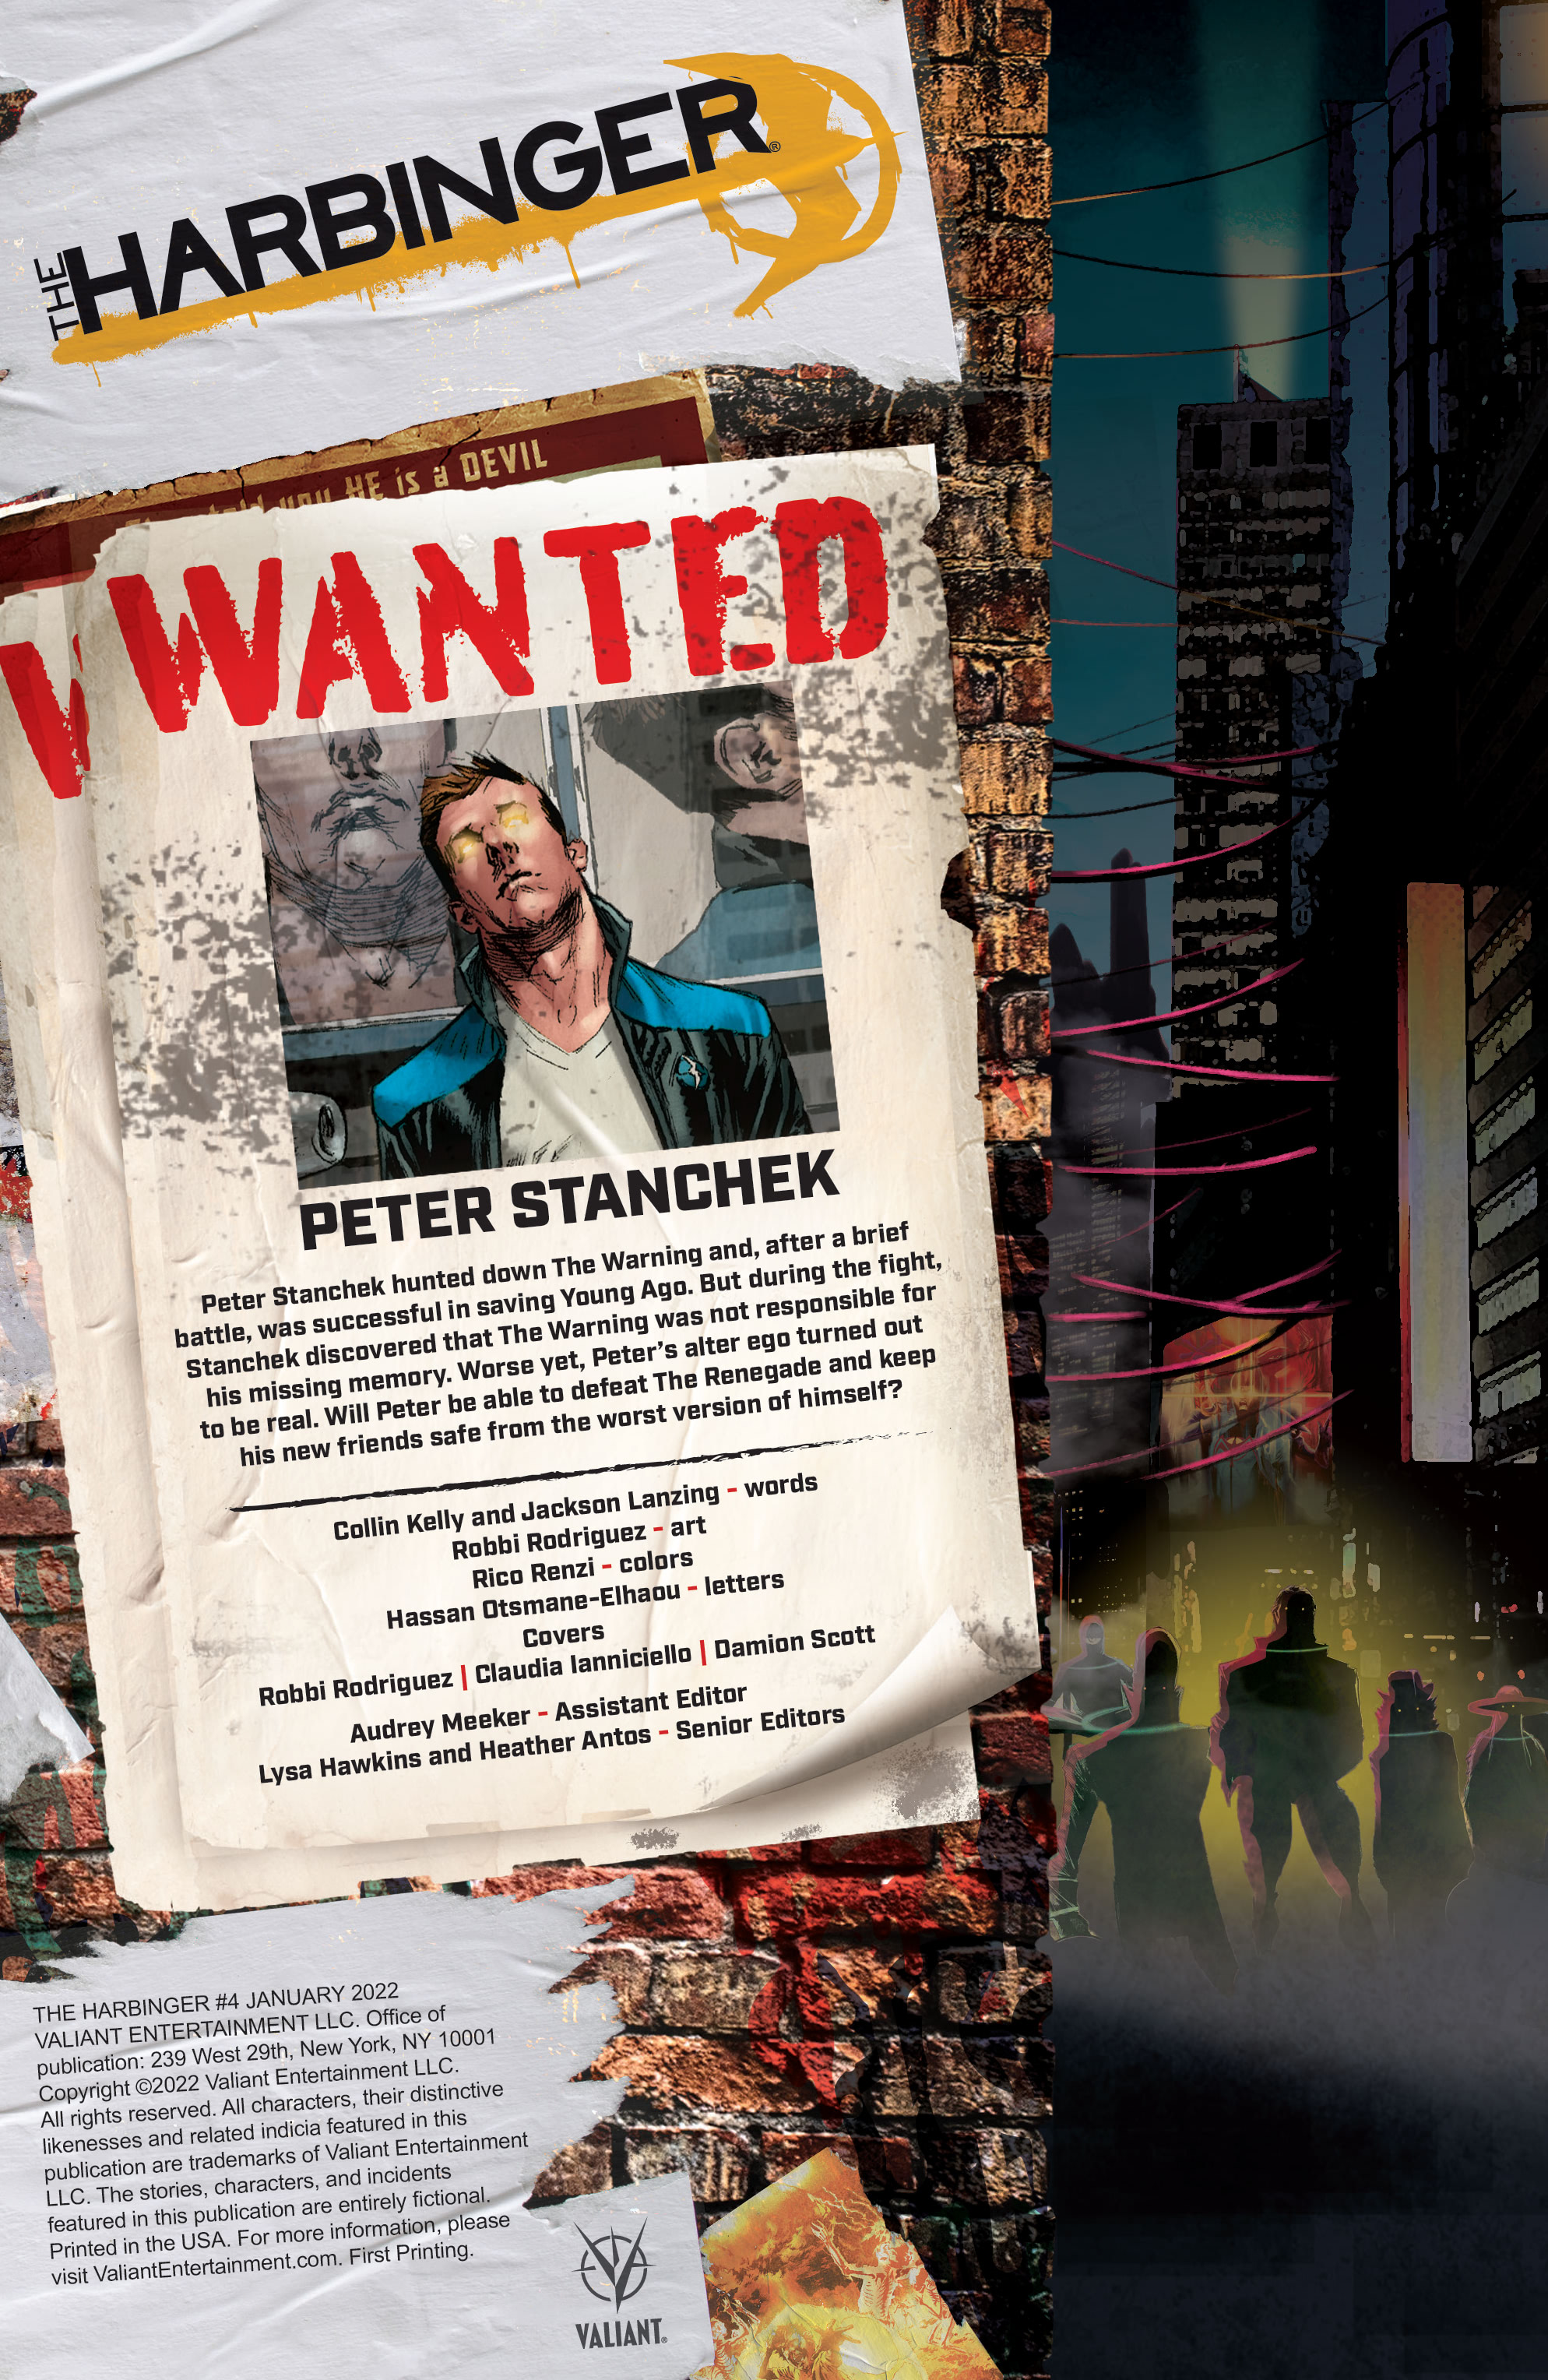 THE HARBINGER®
told you HE is a DEVIL
WANTED
PETER STANCHEK
Peter Stanchek hunted down The Warning and, after a brief
battle, was successful in saving Young Ago. But during the fight,
Stanchek discovered that The Warning was not responsible for
his missing memory. Worse yet, Peter’s alter ego turned out
to be real. Will Peter be able to defeat The Renegade and keep
his new friends safe from the worst version of himself?
Collin Kelly and Jackson Lanzing - words
Robbi Rodriguez - art
Rico Renzi - colors
Hassan Otsmane-Elhaou - letters
Covers
Robbi Rodriguez | Claudia Ianniciello | Damion Scott
Audrey Meeker - Assistant Editor
Lysa Hawkins and Heather Antos - Senior Editors
THE HARBINGER #4 JANUARY 2022
VALIANT ENTERTAINMENT LLC. Office of
publication: 239 West 29th, New York, NY 10001
Copyright ©2022 Valiant Entertainment LLC.
All rights reserved. All characters, their distinctive
likenesses and related indicia featured in this
publication are trademarks of Valiant Entertainment
LLC. The stories, characters, and incidents
featured in this publication are entirely fictional.
Printed in the USA. For more information, please
visit ValiantEntertainment.com. First Printing.
VALIANT®